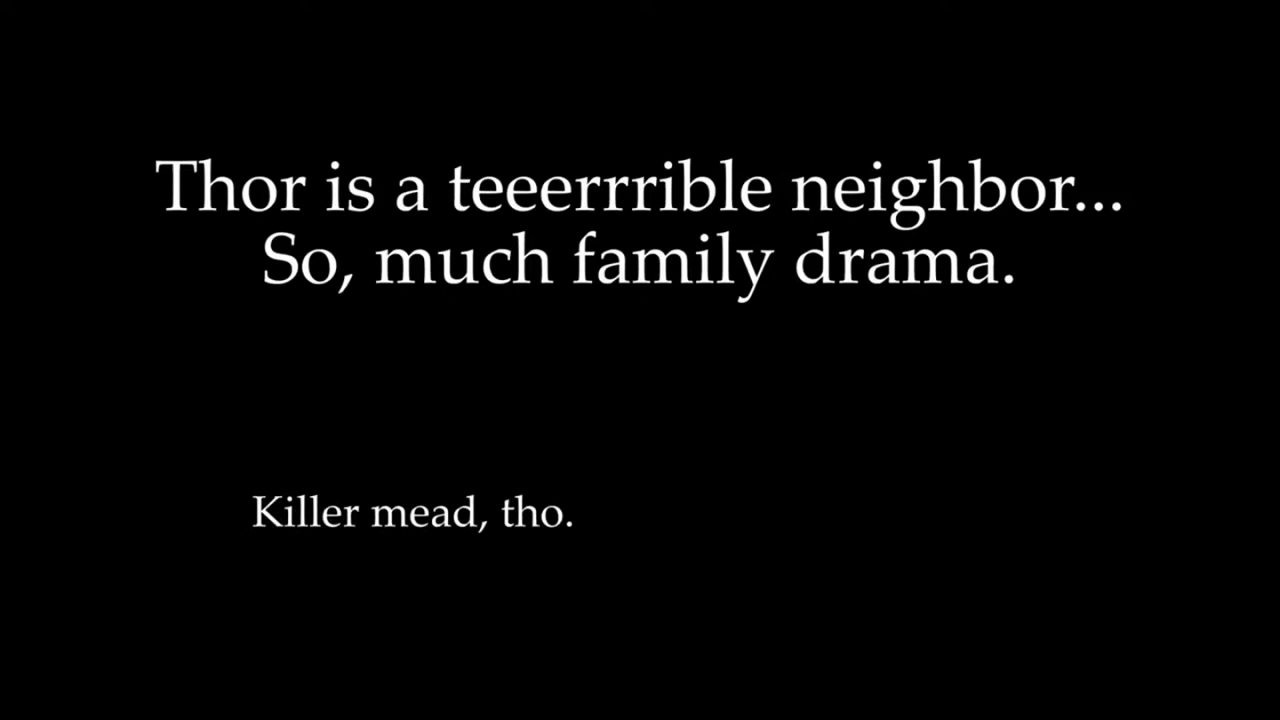 Thor is a teeerrrible neighbor...
So, much family drama.
Killer mead, tho.